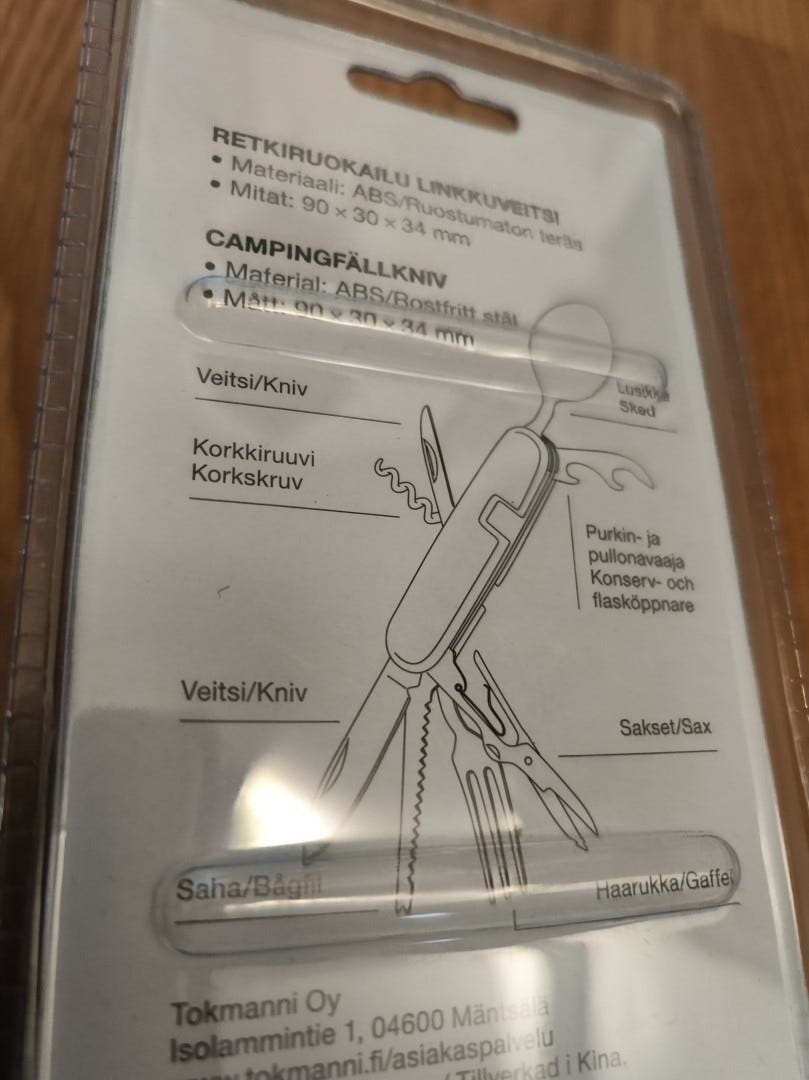 RETKIRUOKAILU LINKKUVEITSI
• Materiaali: ABS/Ruostumaton teräs
• Mitat: 90 × 30 × 34 mm
CAMPINGFÄLLKNIV
• Material: ABS/Rostfritt stål
• Mått: 90 × 30 × 34 mm
Veitsi/Kniv
Lusikka
Sked
Korkkiruuvi
Korkskruv
Purkin- ja
pullonavaaja
Konserv- och
flasköppnare
Veitsi/Kniv
Sakset/Sax
Saha/Bågfil
Haarukka/Gaffel
Tokmanni Oy
Isolammintie 1, 04600 Mäntsälä
www.tokmanni.fi/asiakaspalvelu
/ Tillverkad i Kina.